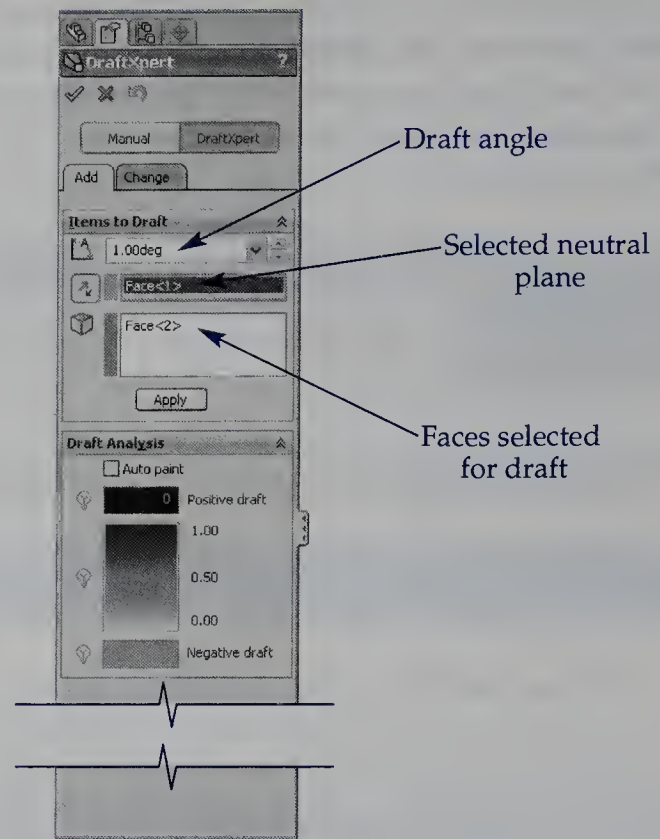 DraftXpert ?
Manual DraftXpert
Add Change
Items to Draft
1.00deg
Face<1>
Face<2>
Apply
Draft Analysis
Auto paint
0 Positive draft
1.00
0.50
0.00
Negative draft
Draft angle
Selected neutral
plane
Faces selected
for draft